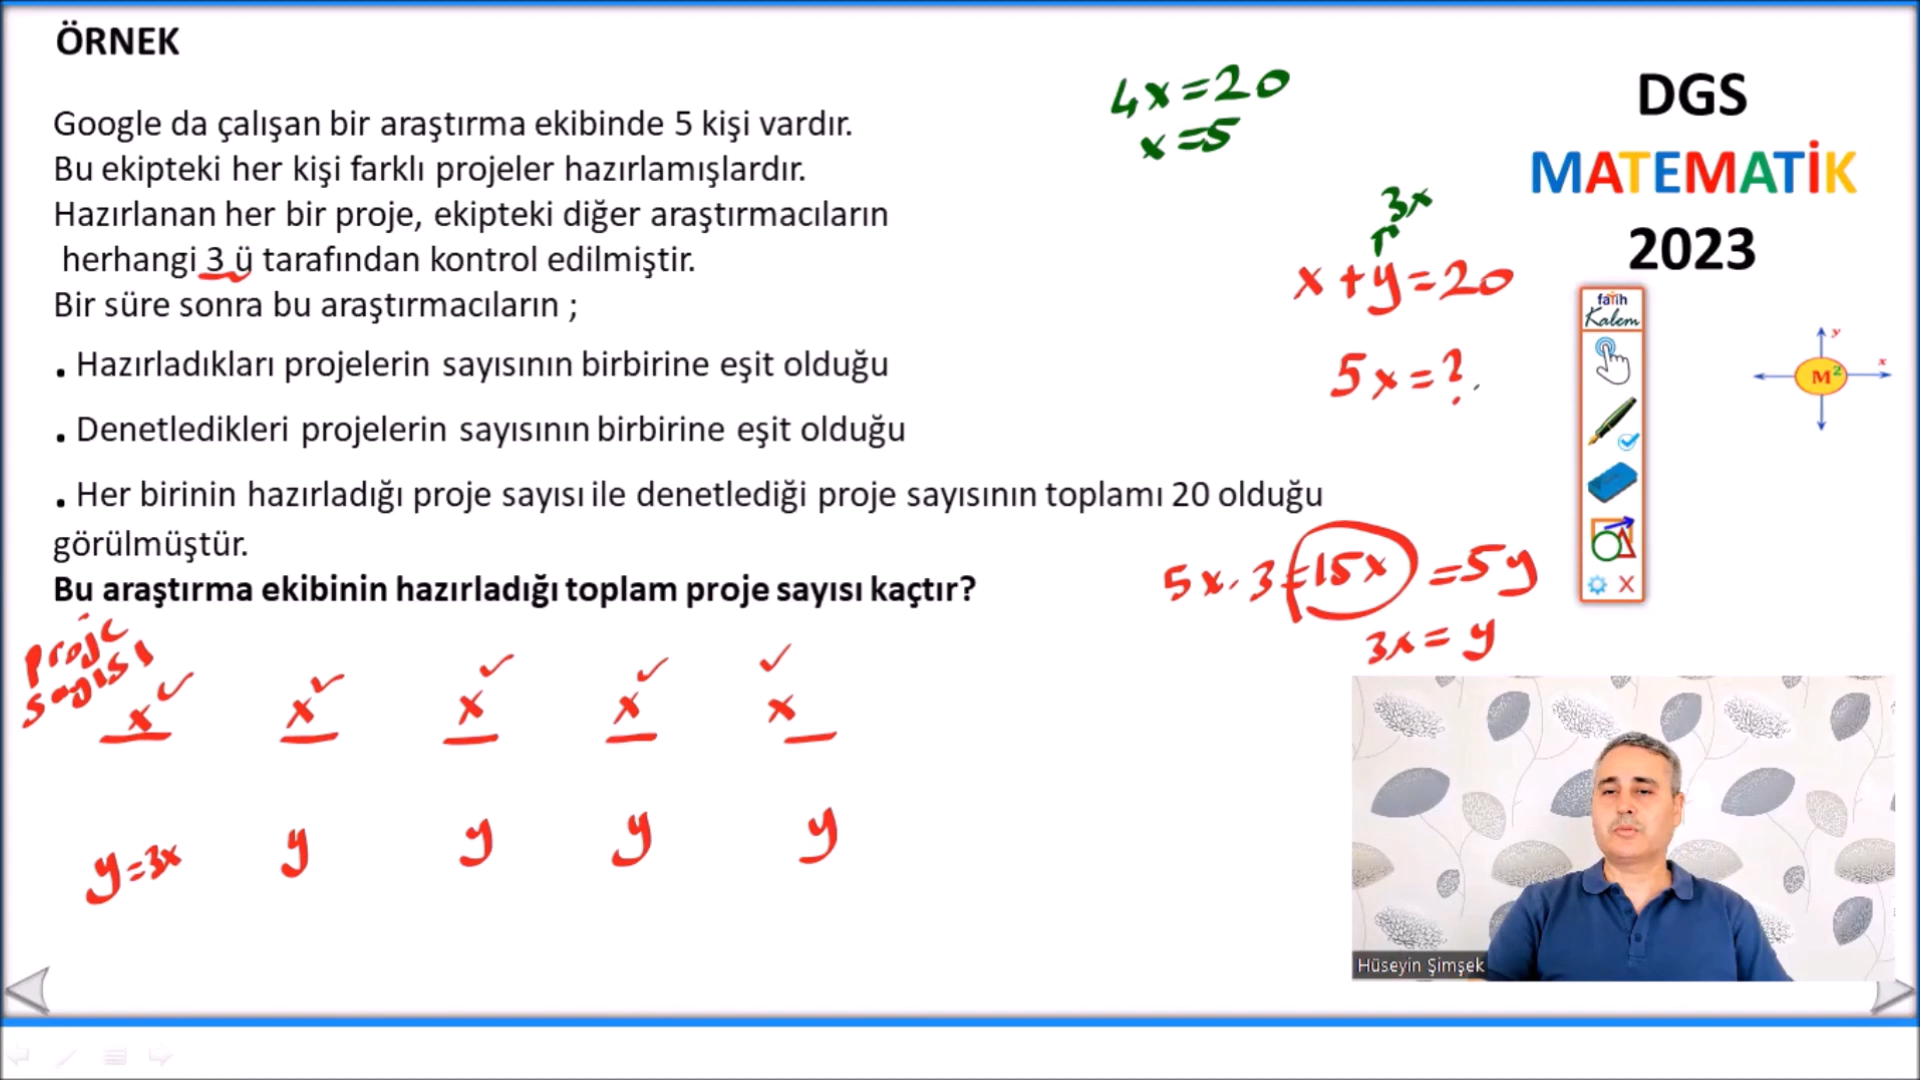 ÖRNEK
Google da çalışan bir araştırma ekibinde 5 kişi vardır.
Bu ekipteki her kişi farklı projeler hazırlamışlardır.
Hazırlanan her bir proje, ekipteki diğer araştırmacıların
herhangi 3 ü tarafından kontrol edilmiştir.
Bir süre sonra bu araştırmacıların ;
. Hazırladıkları projelerin sayısının birbirine eşit olduğu
. Denetledikleri projelerin sayısının birbirine eşit olduğu
. Her birinin hazırladığı proje sayısı ile denetlediği proje sayısının toplamı 20 olduğu
görülmüştür.
Bu araştırma ekibinin hazırladığı toplam proje sayısı kaçtır?
4x=20
x=5
3x
x+y=20
5x=?
5x.3=15x=5y
3x=y
Proje
sayısı
x x x x x
y=3x y y y y
DGS
MATEMATİK
2023
fatih
Kalem
y
x
M²
Hüseyin Şimşek